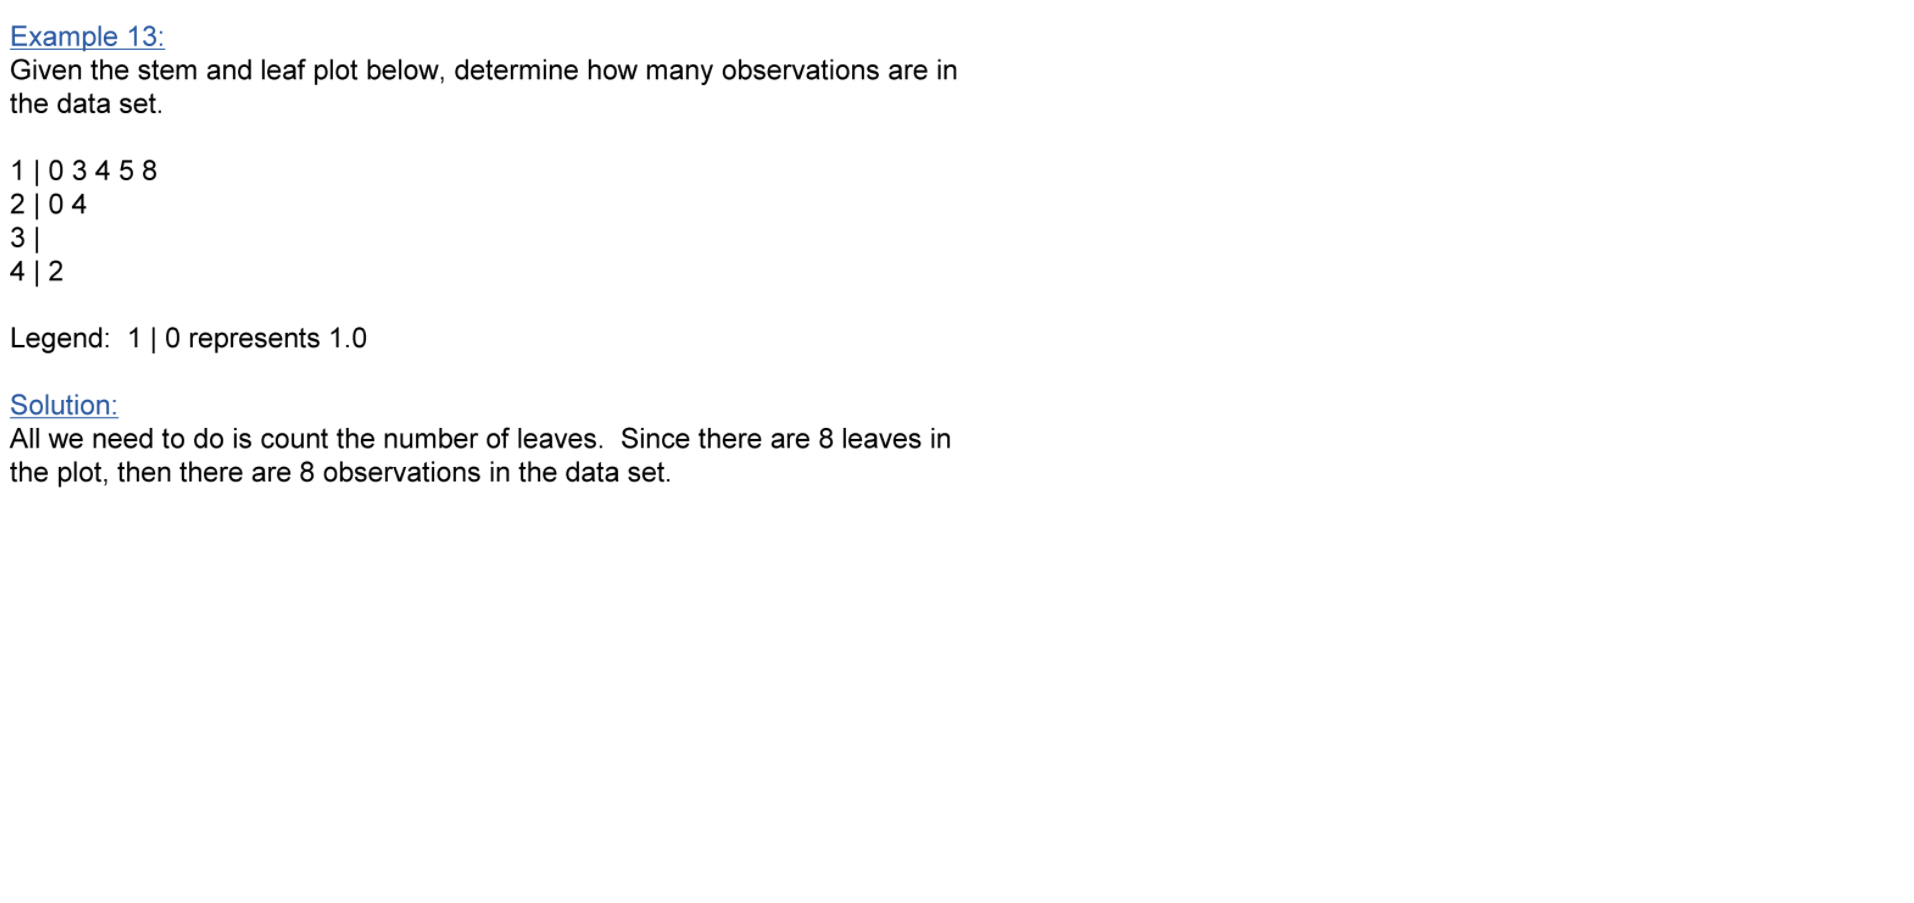 Example 13:
Given the stem and leaf plot below, determine how many observations are in
the data set.
1 | 0 3 4 5 8
2 | 0 4
3 |
4 | 2
Legend:  1 | 0 represents 1.0
Solution:
All we need to do is count the number of leaves.  Since there are 8 leaves in
the plot, then there are 8 observations in the data set.